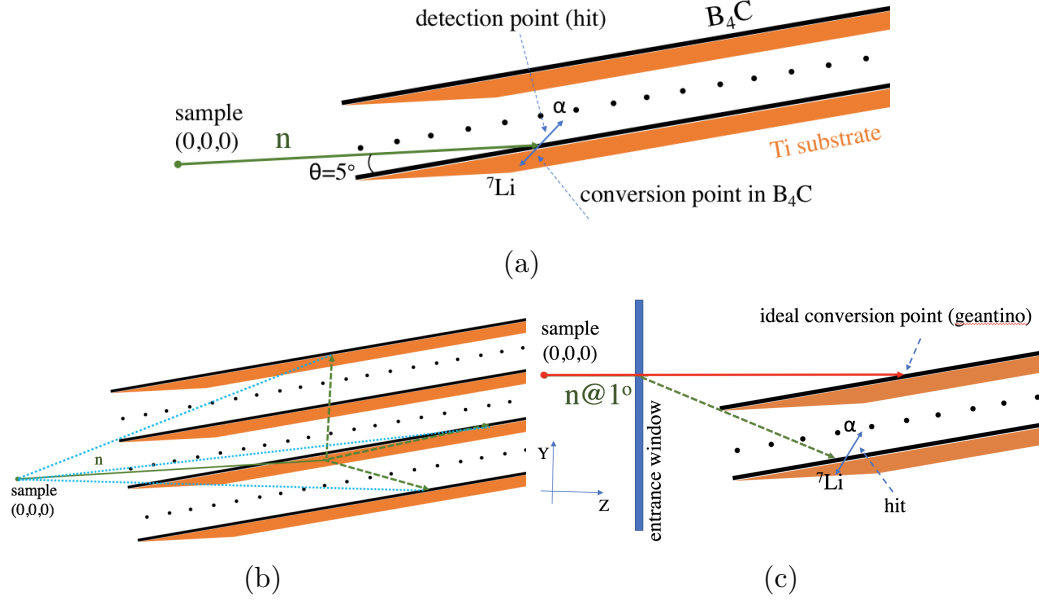 detection point (hit)
B₄C
sample
(0,0,0)
n
α
θ=5°
Ti substrate
⁷Li
conversion point in B₄C
(a)
n
sample
(0,0,0)
(b)
sample
(0,0,0)
ideal conversion point (geantino)
n@1°
entrance window
Y
Z
α
⁷Li
hit
(c)